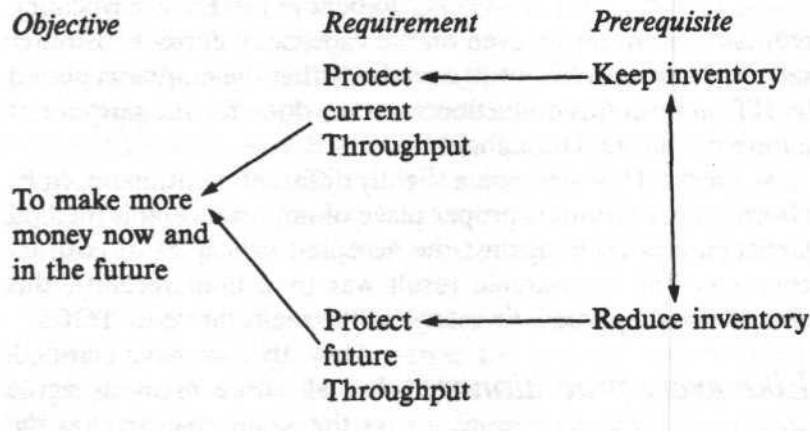 Objective Requirement Prerequisite
Protect Keep inventory
current
Throughput
To make more
money now and
in the future
Protect Reduce inventory
future
Throughput